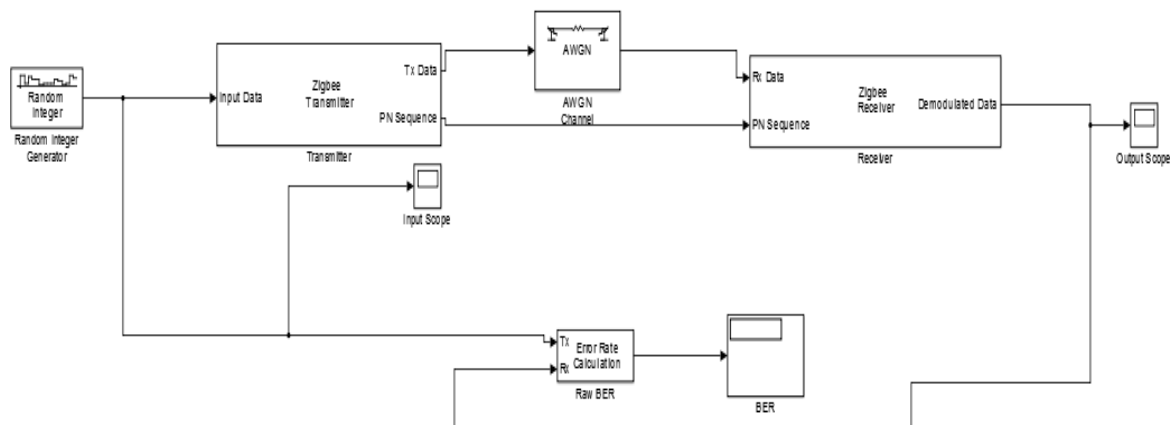 Random
Integer
Random Integer
Generator
Input Data
Zigbee
Transmitter
Tx Data
PN Sequence
Transmitter
AWGN
AWGN
Channel
Rx Data
PN Sequence
Zigbee
Receiver
Demodulated Data
Receiver
Output Scope
Input Scope
Tx
Rx
Error Rate
Calculation
Raw BER
BER